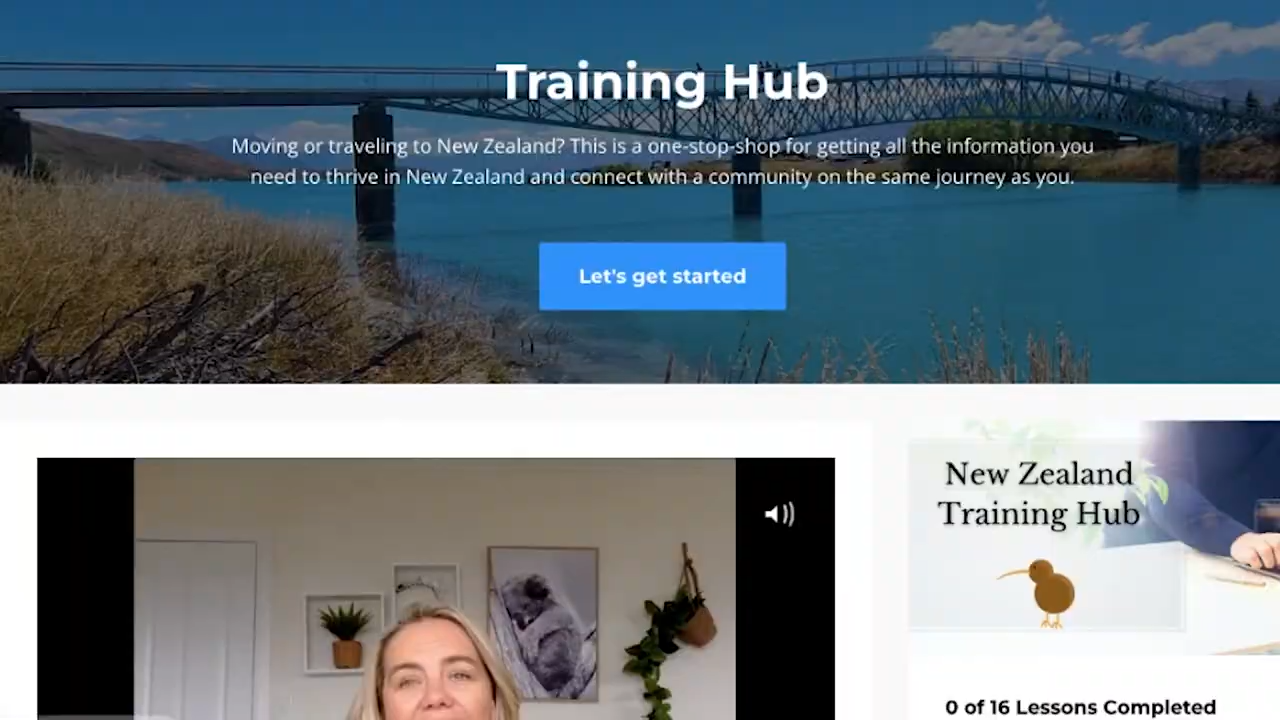 Training Hub
Moving or traveling to New Zealand? This is a one-stop-shop for getting all the information you
need to thrive in New Zealand and connect with a community on the same journey as you.
Let's get started
New Zealand
Training Hub
0 of 16 Lessons Completed